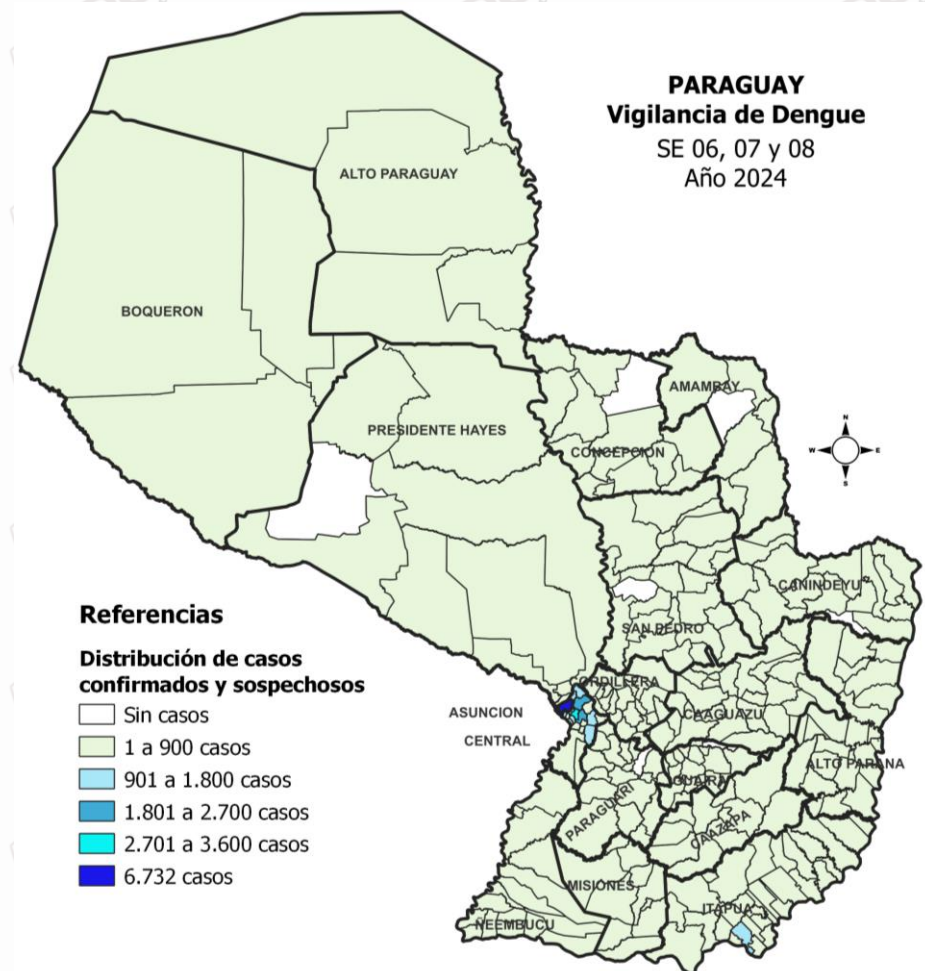 PARAGUAY
Vigilancia de Dengue
SE 06, 07 y 08
Año 2024
ALTO PARAGUAY
BOQUERON
AMAMBAY
PRESIDENTE HAYES
CONCEPCION
N
W
E
S
CANINDEYU
SAN PEDRO
Referencias
Distribución de casos
confirmados y sospechosos
Sin casos
1 a 900 casos
901 a 1.800 casos
1.801 a 2.700 casos
2.701 a 3.600 casos
6.732 casos
CORDILLERA
ASUNCION
CENTRAL
CAAGUAZU
ALTO PARANA
GUAIRA
PARAGUARI
CAAZAPA
MISIONES
ITAPUA
ÑEEMBUCU